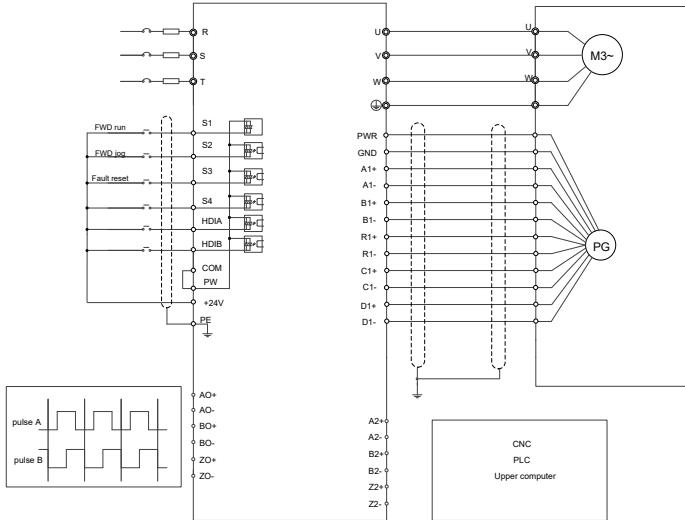 R
S
T
U
V
W
U
V
W
M3~
FWD run
FWD jog
Fault reset
S1
S2
S3
S4
HDIA
HDIB
COM
PW
+24V
PE
PWR
GND
A1+
A1-
B1+
B1-
R1+
R1-
C1+
C1-
D1+
D1-
PG
pulse A
pulse B
AO+
AO-
BO+
BO-
ZO+
ZO-
A2+
A2-
B2+
B2-
Z2+
Z2-
CNC
PLC
Upper computer